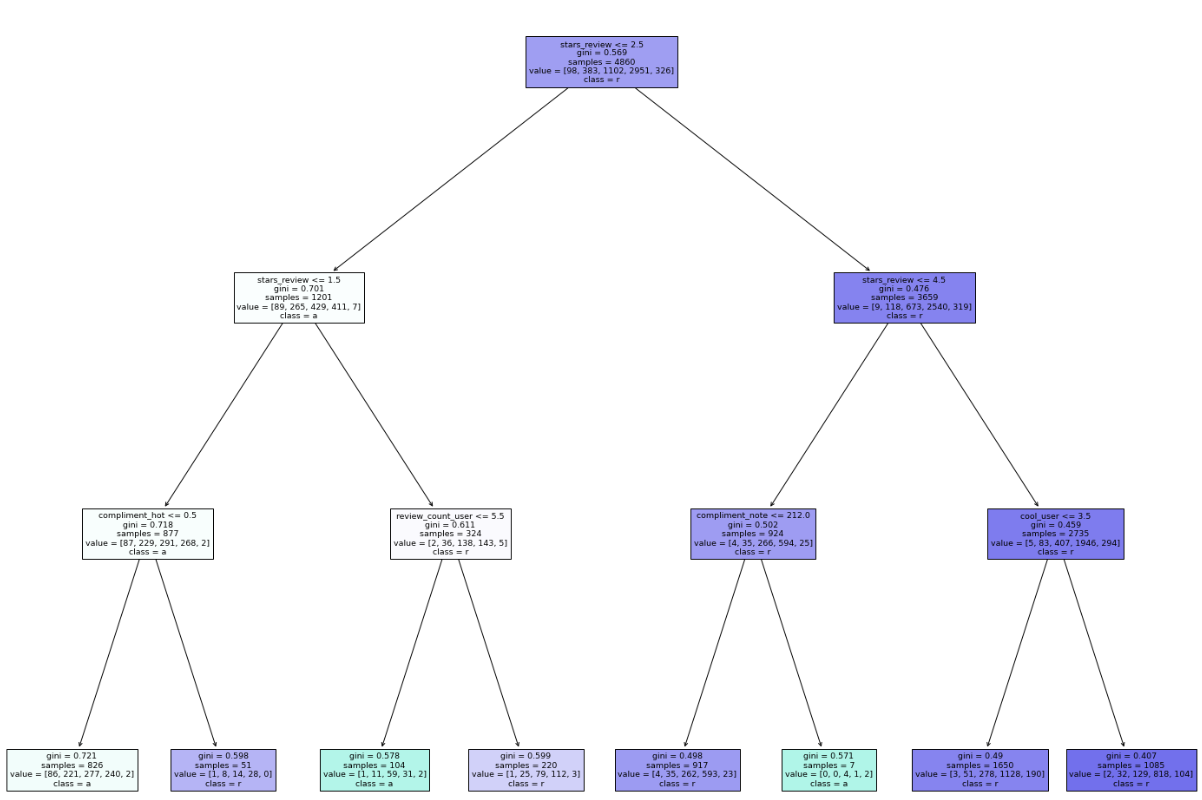 stars_review <= 2.5
gini = 0.569
samples = 4860
value = [98, 383, 1102, 2951, 326]
class = r
stars_review <= 1.5
gini = 0.701
samples = 1201
value = [89, 265, 429, 411, 7]
class = a
stars_review <= 4.5
gini = 0.476
samples = 3659
value = [9, 118, 673, 2540, 319]
class = r
compliment_hot <= 0.5
gini = 0.718
samples = 877
value = [87, 229, 291, 268, 2]
class = a
review_count_user <= 5.5
gini = 0.611
samples = 324
value = [2, 36, 138, 143, 5]
class = r
compliment_note <= 212.0
gini = 0.502
samples = 924
value = [4, 35, 266, 594, 25]
class = r
cool_user <= 3.5
gini = 0.459
samples = 2735
value = [5, 83, 407, 1946, 294]
class = r
gini = 0.721
samples = 826
value = [86, 221, 277, 240, 2]
class = a
gini = 0.598
samples = 51
value = [1, 8, 14, 28, 0]
class = r
gini = 0.578
samples = 104
value = [1, 11, 59, 31, 2]
class = a
gini = 0.599
samples = 220
value = [1, 25, 79, 112, 3]
class = r
gini = 0.498
samples = 917
value = [4, 35, 262, 593, 23]
class = r
gini = 0.571
samples = 7
value = [0, 0, 4, 1, 2]
class = a
gini = 0.49
samples = 1650
value = [3, 51, 278, 1128, 190]
class = r
gini = 0.407
samples = 1085
value = [2, 32, 129, 818, 104]
class = r